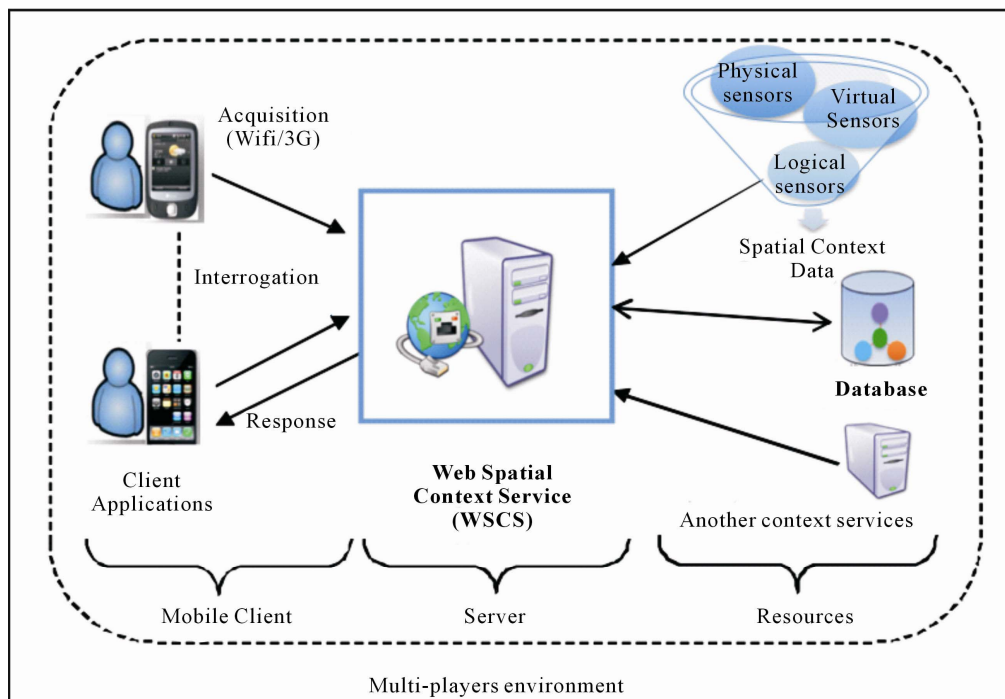 Physical
sensors
Virtual
Sensors
Logical
sensors
Spatial Context
Data
Acquisition
(Wifi/3G)
Interrogation
Response
Client
Applications
Web Spatial
Context Service
(WSCS)
Database
Another context services
Mobile Client
Server
Resources
Multi-players environment